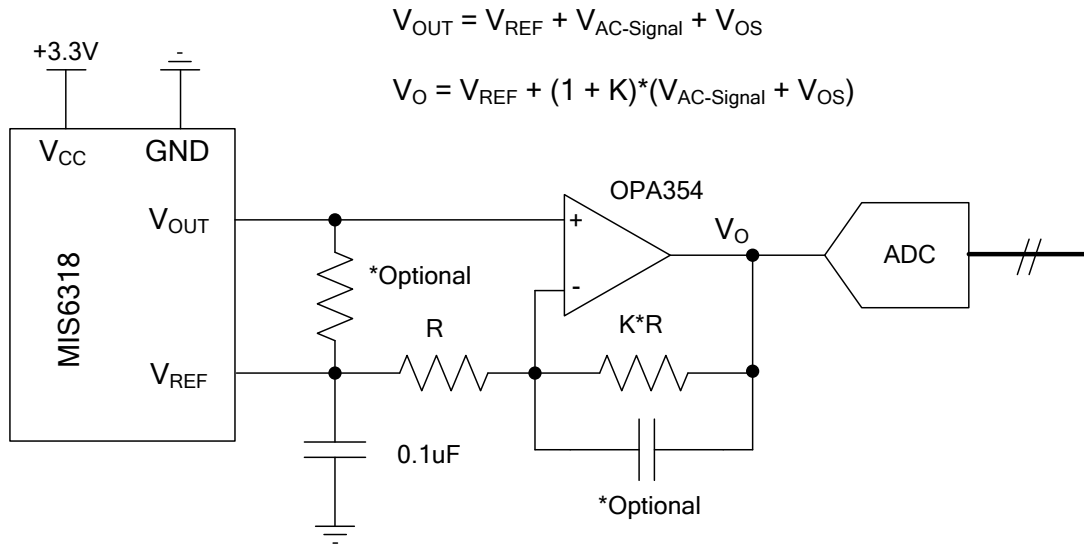 V_OUT = V_REF + V_AC-Signal + V_OS
V_O = V_REF + (1 + K)*(V_AC-Signal + V_OS)
+3.3V
-
V_CC
GND
V_OUT
V_REF
MIS6318
*Optional
R
0.1uF
-
OPA354
+
-
V_O
K*R
*Optional
ADC